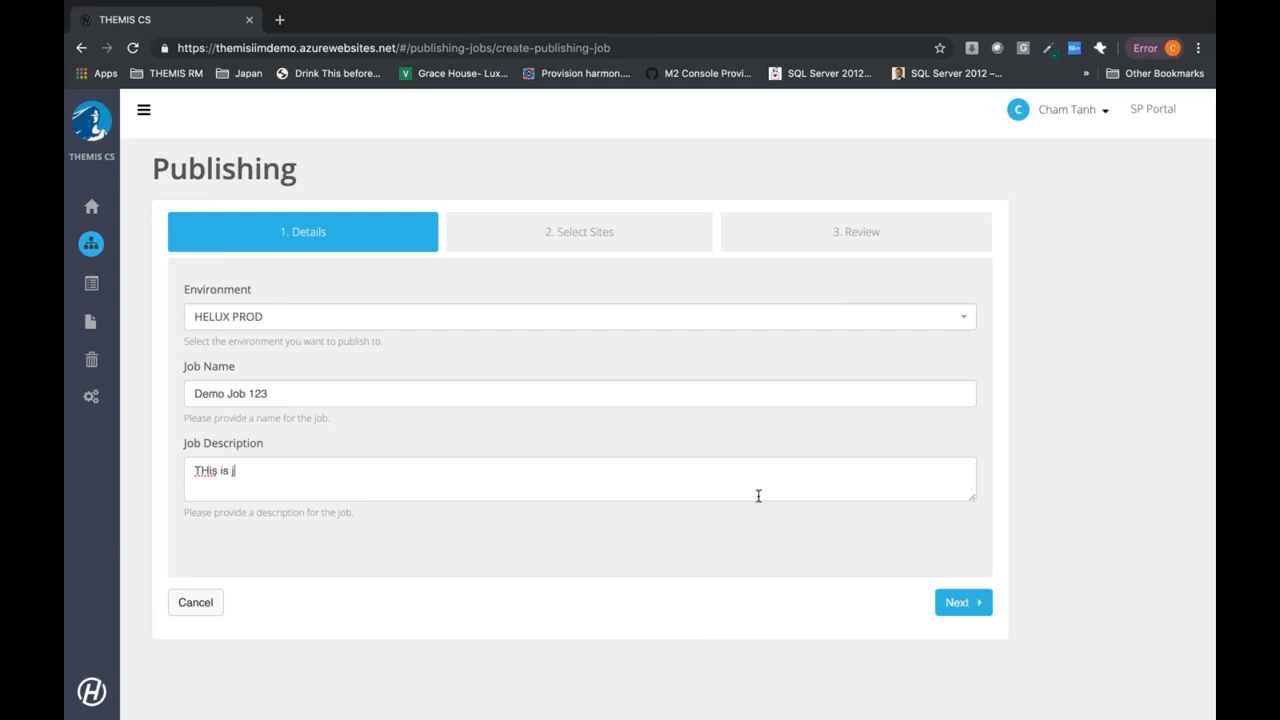 THEMIS CS
https://themisiimdemo.azurewebsites.net/#/publishing-jobs/create-publishing-job
Error C
Apps THEMIS RM Japan Drink This before... Grace House- Lux... Provision harmon.... M2 Console Provi... SQL Server 2012... SQL Server 2012 –... » Other Bookmarks
THEMIS CS
C Cham Tanh SP Portal
Publishing
1. Details 2. Select Sites 3. Review
Environment
HELUX PROD
Select the environment you want to publish to.
Job Name
Demo Job 123
Please provide a name for the job.
Job Description
THis is j
Please provide a description for the job.
Cancel Next